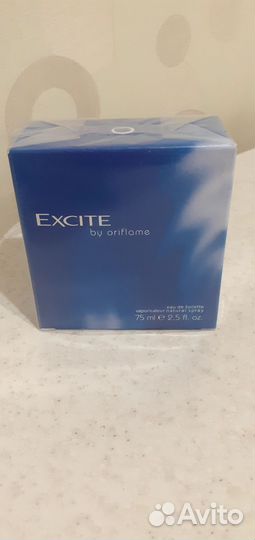 EXCITE
by oriflame
eau de toilette
vaporisateur natural spray
75 ml e 2.5 fl. oz.
Avito